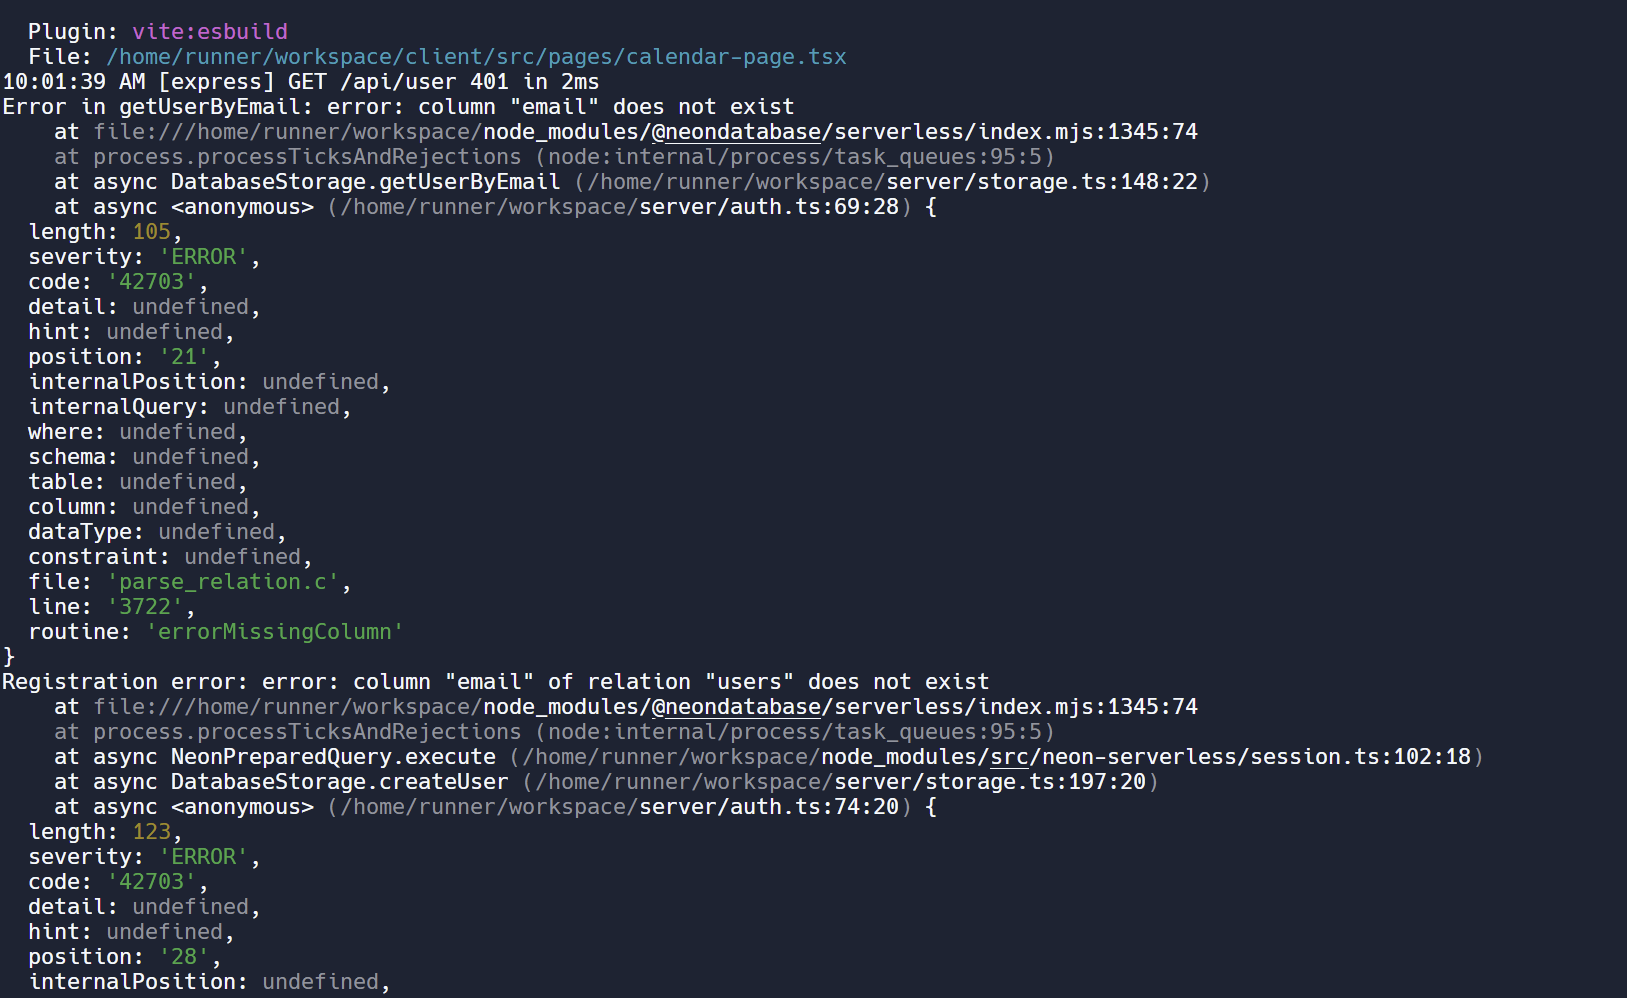 Plugin: vite:esbuild
File: /home/runner/workspace/client/src/pages/calendar-page.tsx
10:01:39 AM [express] GET /api/user 401 in 2ms
Error in getUserByEmail: error: column "email" does not exist
at file:///home/runner/workspace/node_modules/@neondatabase/serverless/index.mjs:1345:74
at process.processTicksAndRejections (node:internal/process/task_queues:95:5)
at async DatabaseStorage.getUserByEmail (/home/runner/workspace/server/storage.ts:148:22)
at async <anonymous> (/home/runner/workspace/server/auth.ts:69:28) {
length: 105,
severity: 'ERROR',
code: '42703',
detail: undefined,
hint: undefined,
position: '21',
internalPosition: undefined,
internalQuery: undefined,
where: undefined,
schema: undefined,
table: undefined,
column: undefined,
dataType: undefined,
constraint: undefined,
file: 'parse_relation.c',
line: '3722',
routine: 'errorMissingColumn'
}
Registration error: error: column "email" of relation "users" does not exist
at file:///home/runner/workspace/node_modules/@neondatabase/serverless/index.mjs:1345:74
at process.processTicksAndRejections (node:internal/process/task_queues:95:5)
at async NeonPreparedQuery.execute (/home/runner/workspace/node_modules/src/neon-serverless/session.ts:102:18)
at async DatabaseStorage.createUser (/home/runner/workspace/server/storage.ts:197:20)
at async <anonymous> (/home/runner/workspace/server/auth.ts:74:20) {
length: 123,
severity: 'ERROR',
code: '42703',
detail: undefined,
hint: undefined,
position: '28',
internalPosition: undefined,